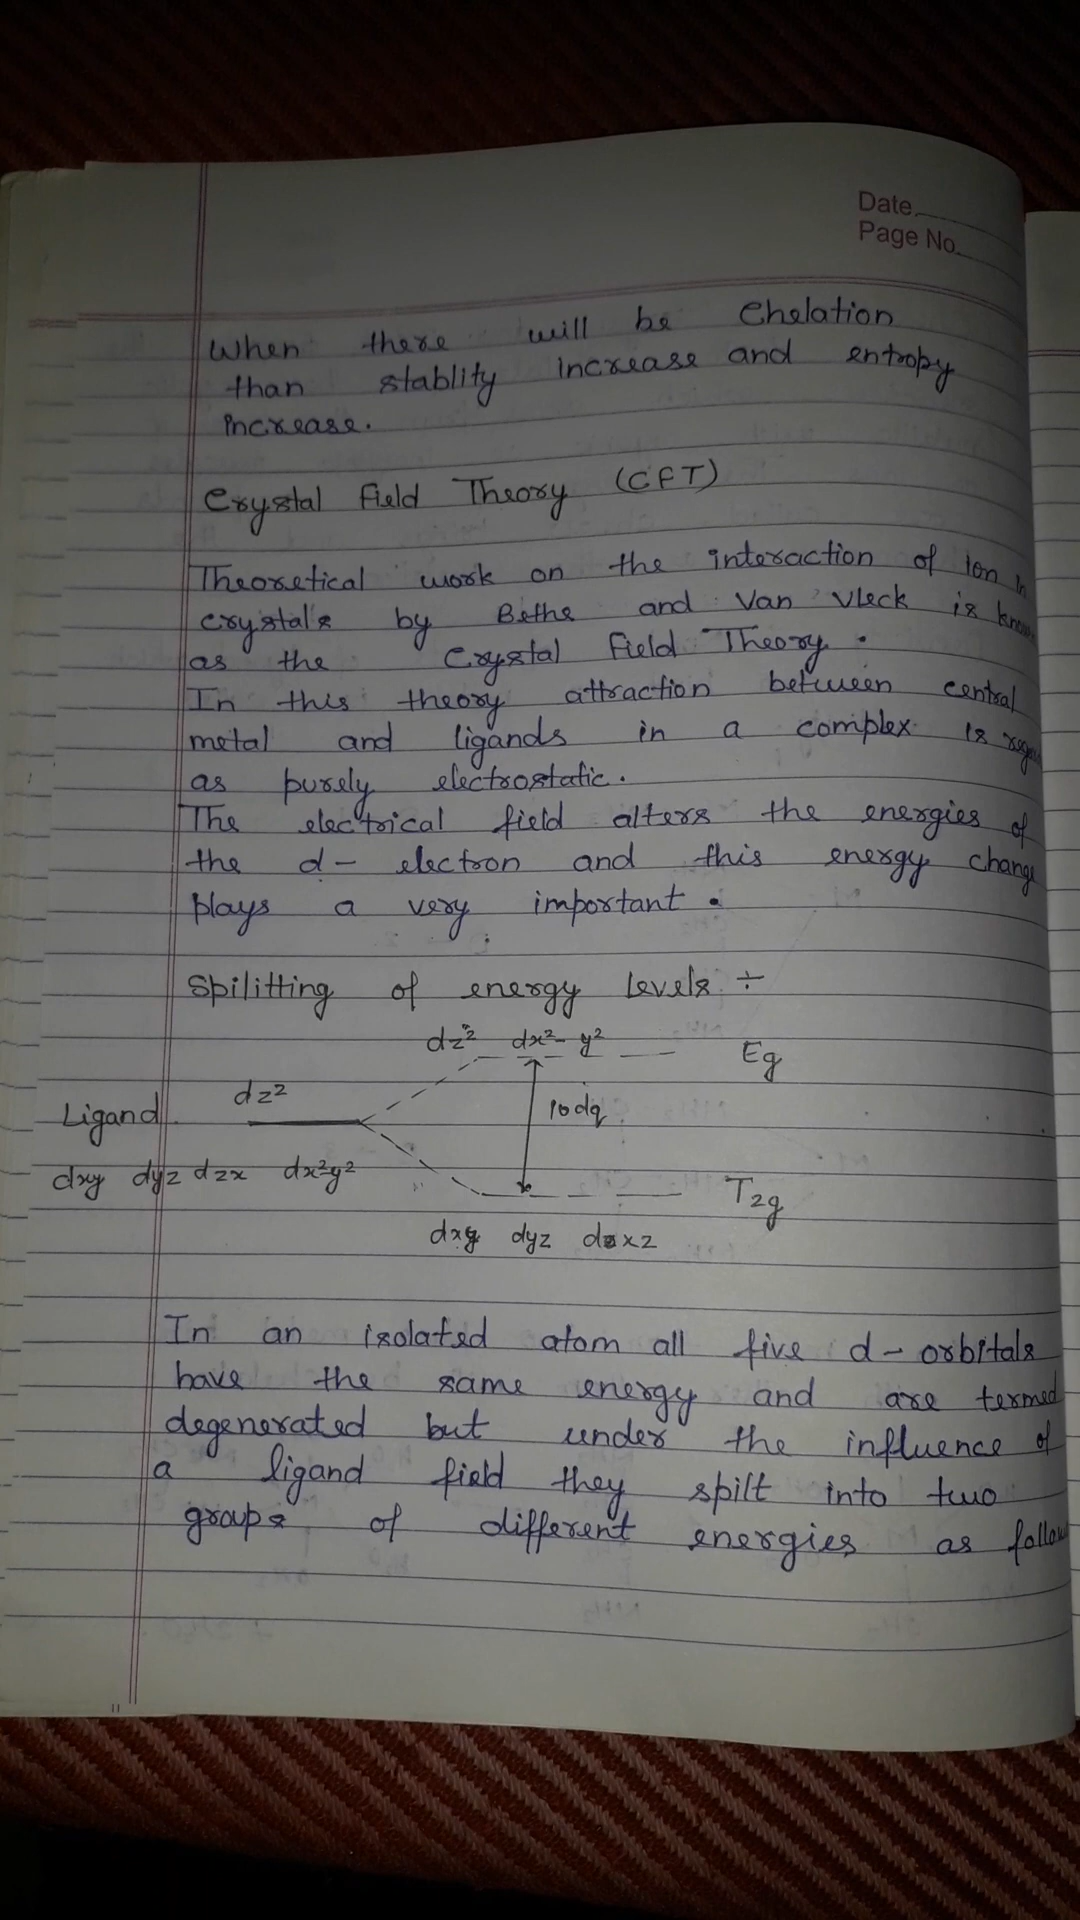 Date
Page No.
When there will be Chelation
than stablity increase and entropy
increase.
Crystal Field Theory (CFT)
Theoretical work on the interaction of ion in
crystal's by Bethe and Van Vleck is know
as the Crystal Field Theory.
In this theory attraction between central
metal and ligands in a complex is
as purely electrostatic.
The electrical field alters the energies of
the d- electron and this energy change
plays a very important.
Spilitting of energy levels ÷
dz² dx²-y² Eg
dz²
Ligand 10dq
dxy dyz dzx dx²y²
T2g
dxy dyz dxz
In an isolated atom all five d- orbitals
have the same energy and are termed
degenerated but under the influence of
a ligand field they spilt into two
groups of different energies as follow